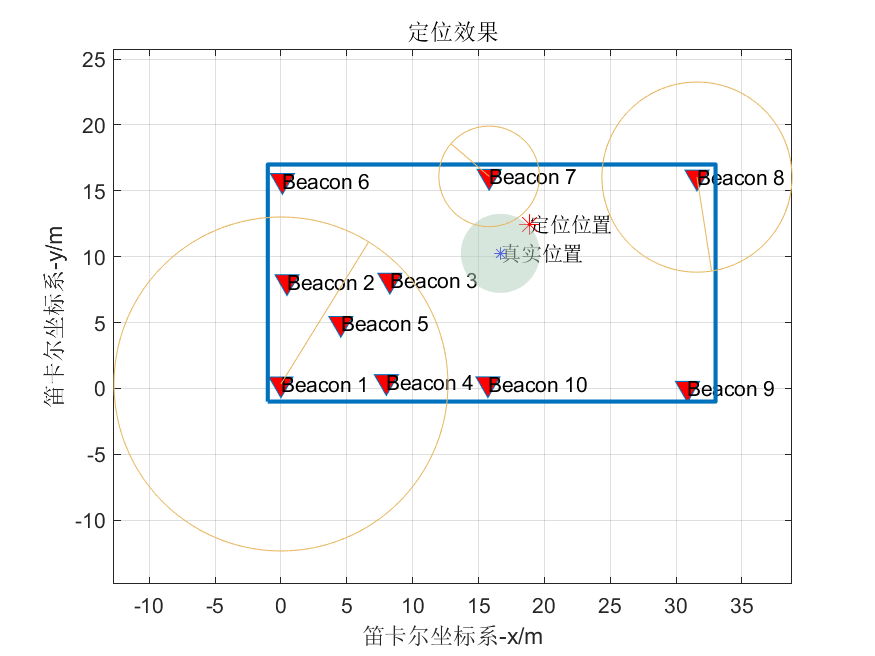 定位效果
25
20
15
10
5
0
-5
-10
笛卡尔坐标系-y/m
Beacon 6
Beacon 7
Beacon 8
定位位置
真实位置
Beacon 2
Beacon 3
Beacon 5
Beacon 1
Beacon 4
Beacon 10
Beacon 9
-10 -5 0 5 10 15 20 25 30 35
笛卡尔坐标系-x/m